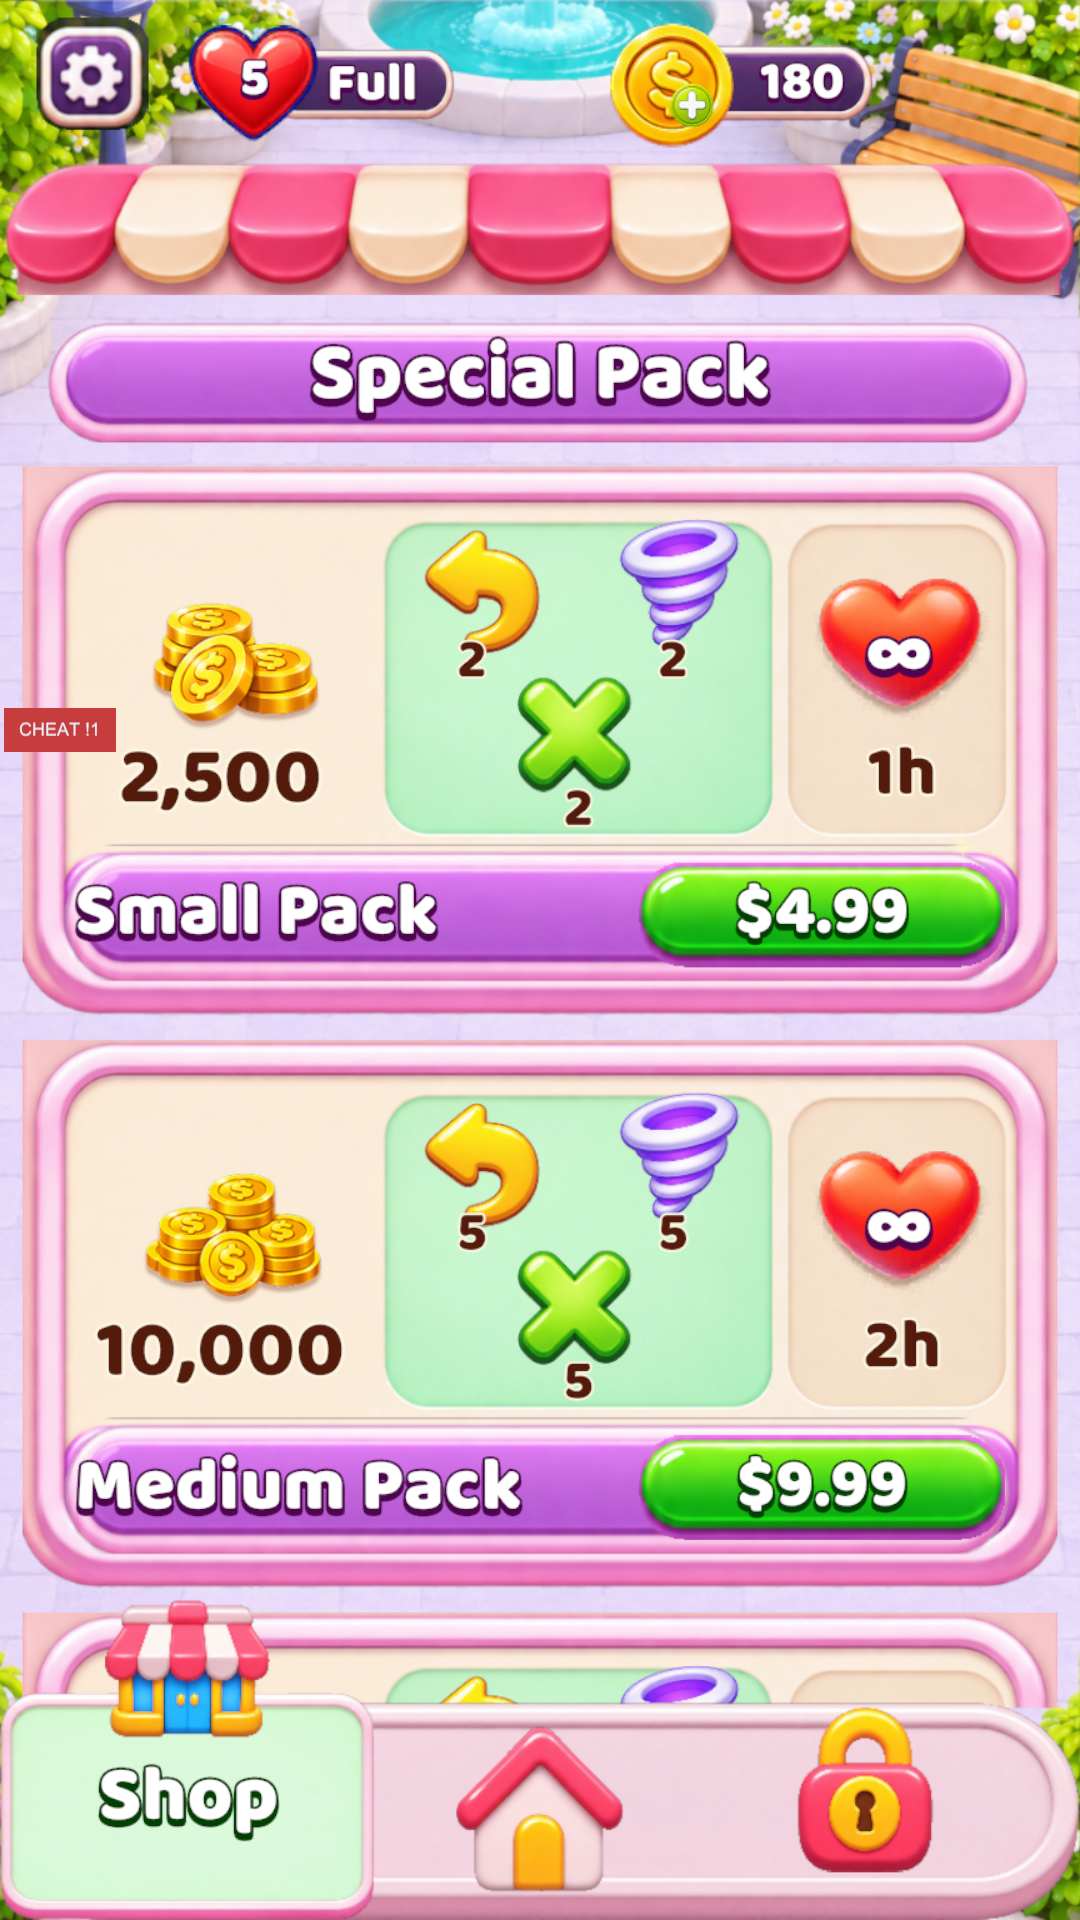 5 Full
180
Special Pack
2 2
∞
CHEAT !1
2,500
2
1h
Small Pack $4.99
5 5
∞
10,000
5
2h
Medium Pack $9.99
Shop